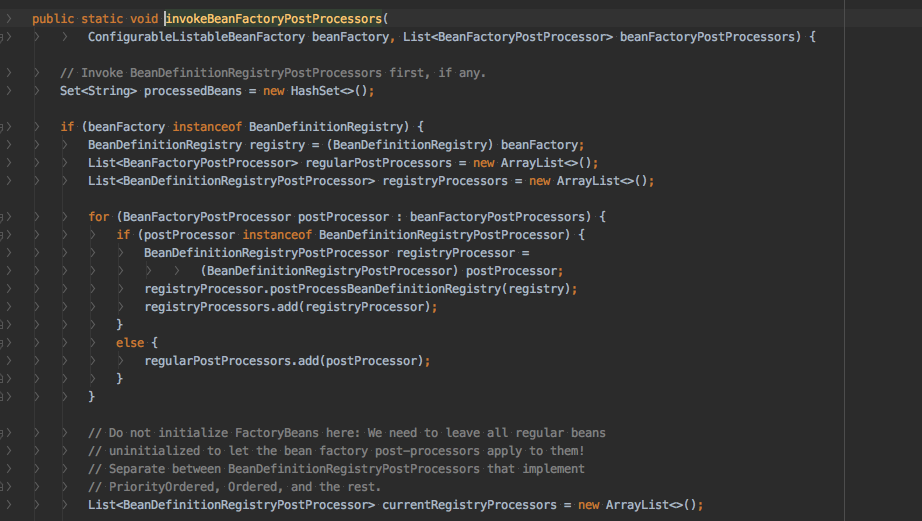 public static void invokeBeanFactoryPostProcessors(
ConfigurableListableBeanFactory beanFactory, List<BeanFactoryPostProcessor> beanFactoryPostProcessors) {
// Invoke BeanDefinitionRegistryPostProcessors first, if any.
Set<String> processedBeans = new HashSet<>();
if (beanFactory instanceof BeanDefinitionRegistry) {
BeanDefinitionRegistry registry = (BeanDefinitionRegistry) beanFactory;
List<BeanFactoryPostProcessor> regularPostProcessors = new ArrayList<>();
List<BeanDefinitionRegistryPostProcessor> registryProcessors = new ArrayList<>();
for (BeanFactoryPostProcessor postProcessor : beanFactoryPostProcessors) {
if (postProcessor instanceof BeanDefinitionRegistryPostProcessor) {
BeanDefinitionRegistryPostProcessor registryProcessor =
(BeanDefinitionRegistryPostProcessor) postProcessor;
registryProcessor.postProcessBeanDefinitionRegistry(registry);
registryProcessors.add(registryProcessor);
}
else {
regularPostProcessors.add(postProcessor);
}
}
// Do not initialize FactoryBeans here: We need to leave all regular beans
// uninitialized to let the bean factory post-processors apply to them!
// Separate between BeanDefinitionRegistryPostProcessors that implement
// PriorityOrdered, Ordered, and the rest.
List<BeanDefinitionRegistryPostProcessor> currentRegistryProcessors = new ArrayList<>();